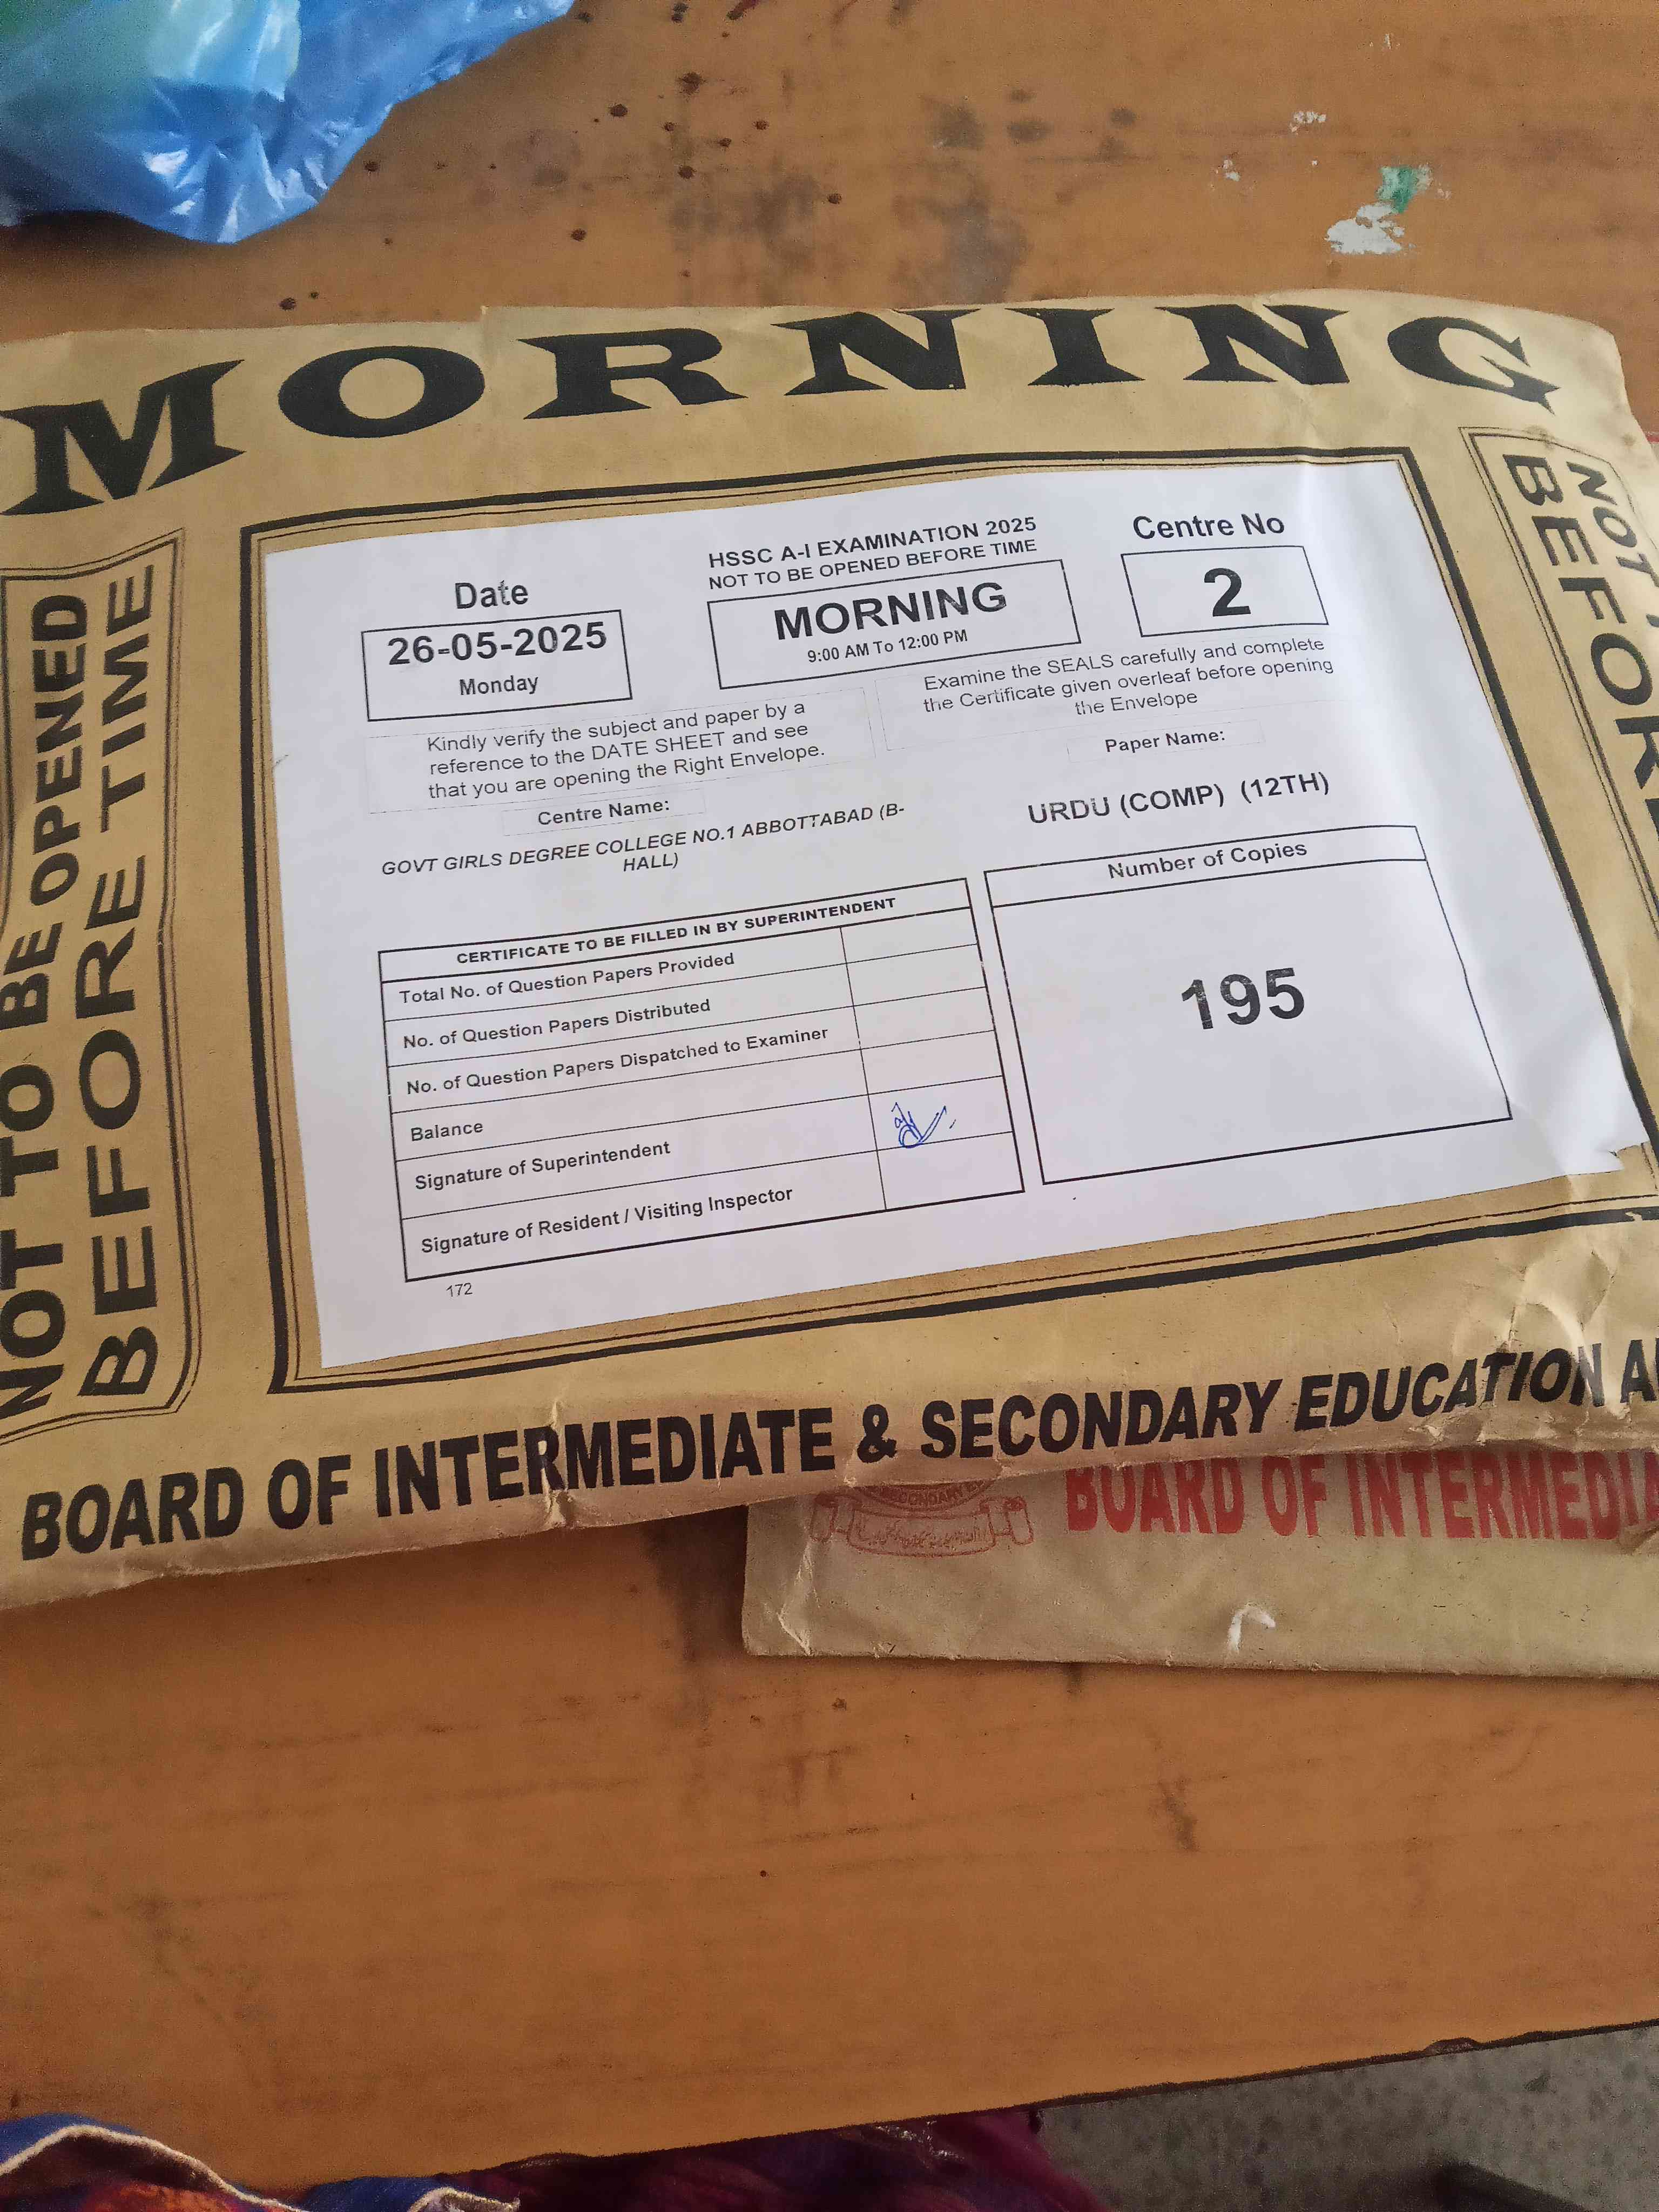 MORNING
NOT TO BE OPENED
BEFORE TIME
HSSC A-I EXAMINATION 2025
NOT TO BE OPENED BEFORE TIME
Date
26-05-2025
Monday
MORNING
9:00 AM To 12:00 PM
Centre No
2
Kindly verify the subject and paper by a
reference to the DATE SHEET and see
that you are opening the Right Envelope.
Examine the SEALS carefully and complete
the Certificate given overleaf before opening
the Envelope
Centre Name:
GOVT GIRLS DEGREE COLLEGE NO.1 ABBOTTABAD (B-
HALL)
Paper Name:
URDU (COMP) (12TH)
CERTIFICATE TO BE FILLED IN BY SUPERINTENDENT
Total No. of Question Papers Provided
No. of Question Papers Distributed
No. of Question Papers Dispatched to Examiner
Balance
Signature of Superintendent
Signature of Resident / Visiting Inspector
Number of Copies
195
172
NOT
BEFORE
BOARD OF INTERMEDIATE & SECONDARY EDUCATION A
SECONDARY
BOARD OF INTERMEDI